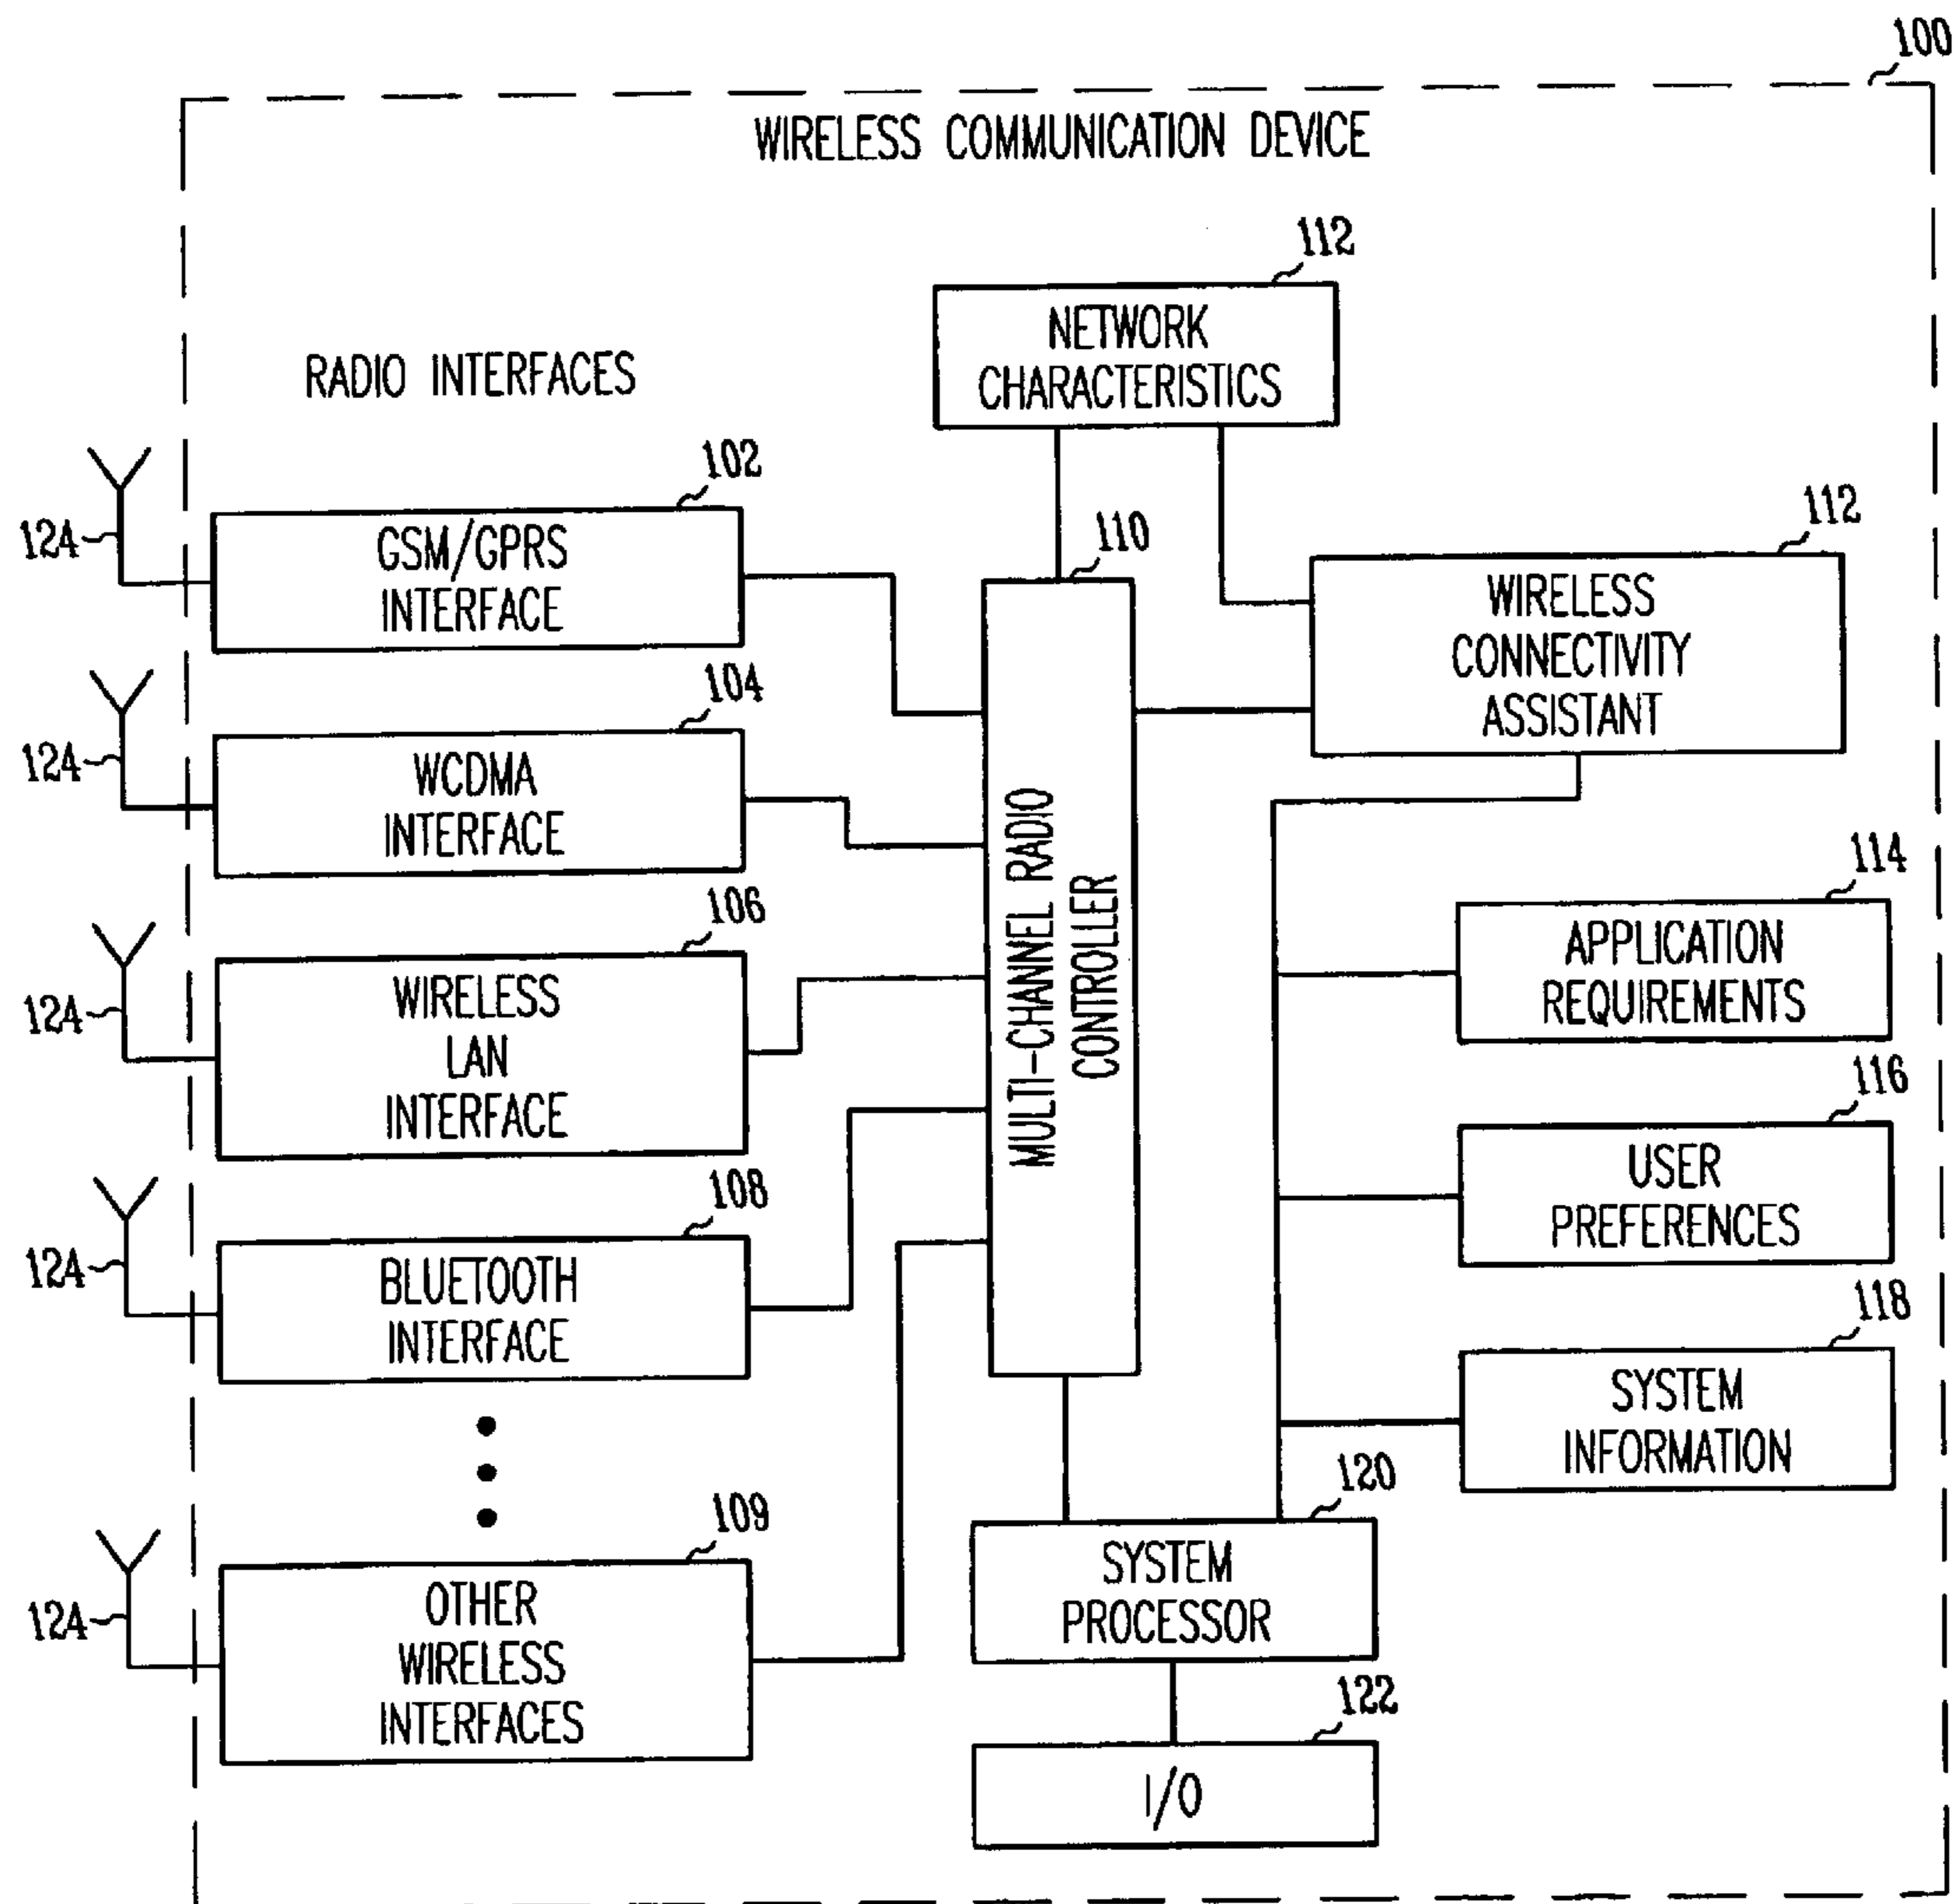 100
WIRELESS COMMUNICATION DEVICE
112
NETWORK
CHARACTERISTICS
RADIO INTERFACES
102
124
GSM/GPRS
INTERFACE
110
112
WIRELESS
CONNECTIVITY
ASSISTANT
104
124
WCDMA
INTERFACE
MULTI-CHANNEL RADIO
CONTROLLER
114
APPLICATION
REQUIREMENTS
106
124
WIRELESS
LAN
INTERFACE
116
USER
PREFERENCES
108
124
BLUETOOTH
INTERFACE
118
SYSTEM
INFORMATION
109
124
OTHER
WIRELESS
INTERFACES
120
SYSTEM
PROCESSOR
122
I/O